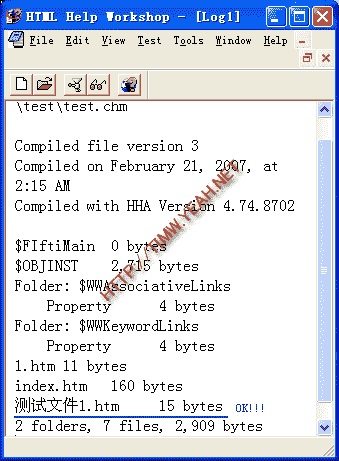 HTML Help Workshop - [Log1]
File Edit View Test Tools Window Help
\test\test.chm
Compiled file version 3
Compiled on February 21, 2007, at
2:15 AM
Compiled with HHA Version 4.74.8702
$FIftiMain 0 bytes
$OBJINST 2,715 bytes
Folder: $WWAssociativeLinks
Property 4 bytes
Folder: $WWKeywordLinks
Property 4 bytes
1.htm 11 bytes
index.htm 160 bytes
测试文件1.htm 15 bytes OK!!!
2 folders, 7 files, 2,909 bytes
HTTP://RMW.YEAH.NET